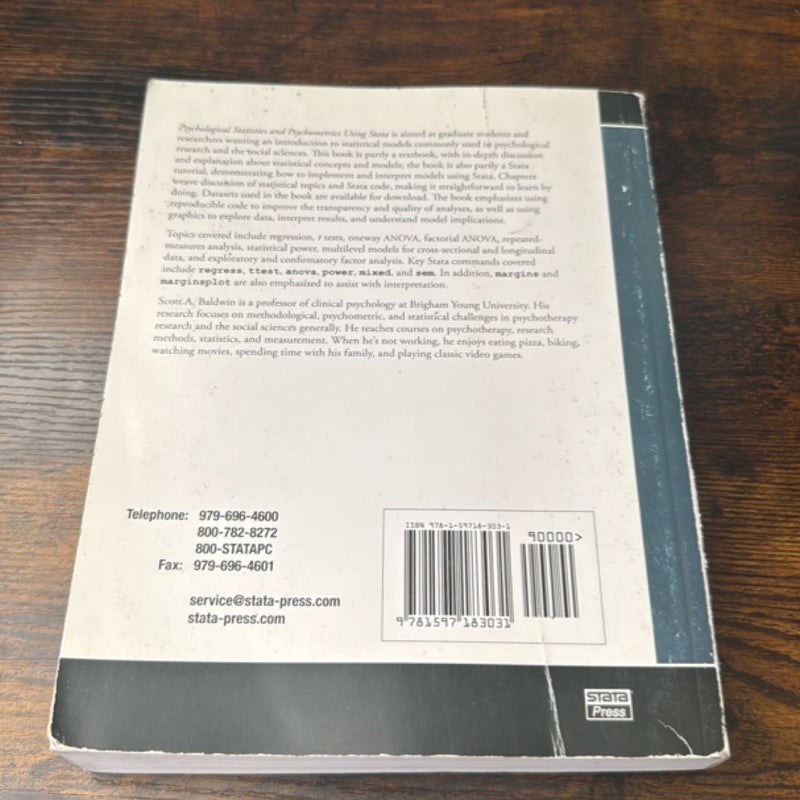 Psychological Statistics and Psychometrics Using Stata is aimed at graduate students and
researchers wanting an introduction to statistical models commonly used in psychological
research and the social sciences. This book is partly a textbook, with in-depth discussion
and explanation about statistical concepts and models; the book is also partly a Stata
tutorial, demonstrating how to implement and interpret models using Stata. Chapters
weave discussion of statistical topics and Stata code, making it straightforward to learn by
doing. Datasets used in the book are available for download. The book emphasizes using
reproducible code to improve the transparency and quality of analyses, as well as using
graphics to explore data, interpret results, and understand model implications.
Topics covered include regression, t tests, oneway ANOVA, factorial ANOVA, repeated-
measures analysis, statistical power, multilevel models for cross-sectional and longitudinal
data, and exploratory and confirmatory factor analysis. Key Stata commands covered
include regress, ttest, anova, power, mixed, and sem. In addition, margins and
marginsplot are also emphasized to assist with interpretation.
Scott A. Baldwin is a professor of clinical psychology at Brigham Young University. His
research focuses on methodological, psychometric, and statistical challenges in psychotherapy
research and the social sciences generally. He teaches courses on psychotherapy, research
methods, statistics, and measurement. When he's not working, he enjoys eating pizza, biking,
watching movies, spending time with his family, and playing classic video games.
Telephone: 979-696-4600
800-782-8272
800-STATAPC
Fax: 979-696-4601
service@stata-press.com
stata-press.com
ISBN 978-1-59718-303-1
90000>
9 781597 183031
STATA
Press